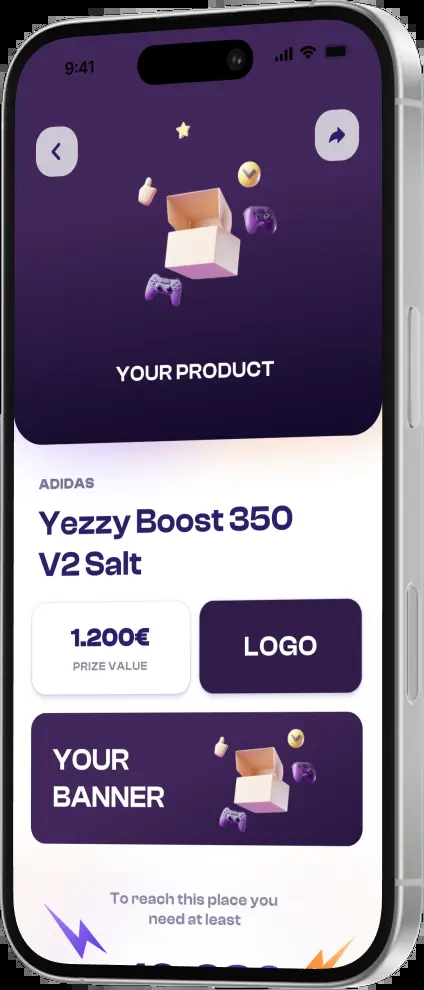 9:41
YOUR PRODUCT
ADIDAS
Yezzy Boost 350
V2 Salt
1.200€
PRIZE VALUE
LOGO
YOUR
BANNER
To reach this place you
need at least